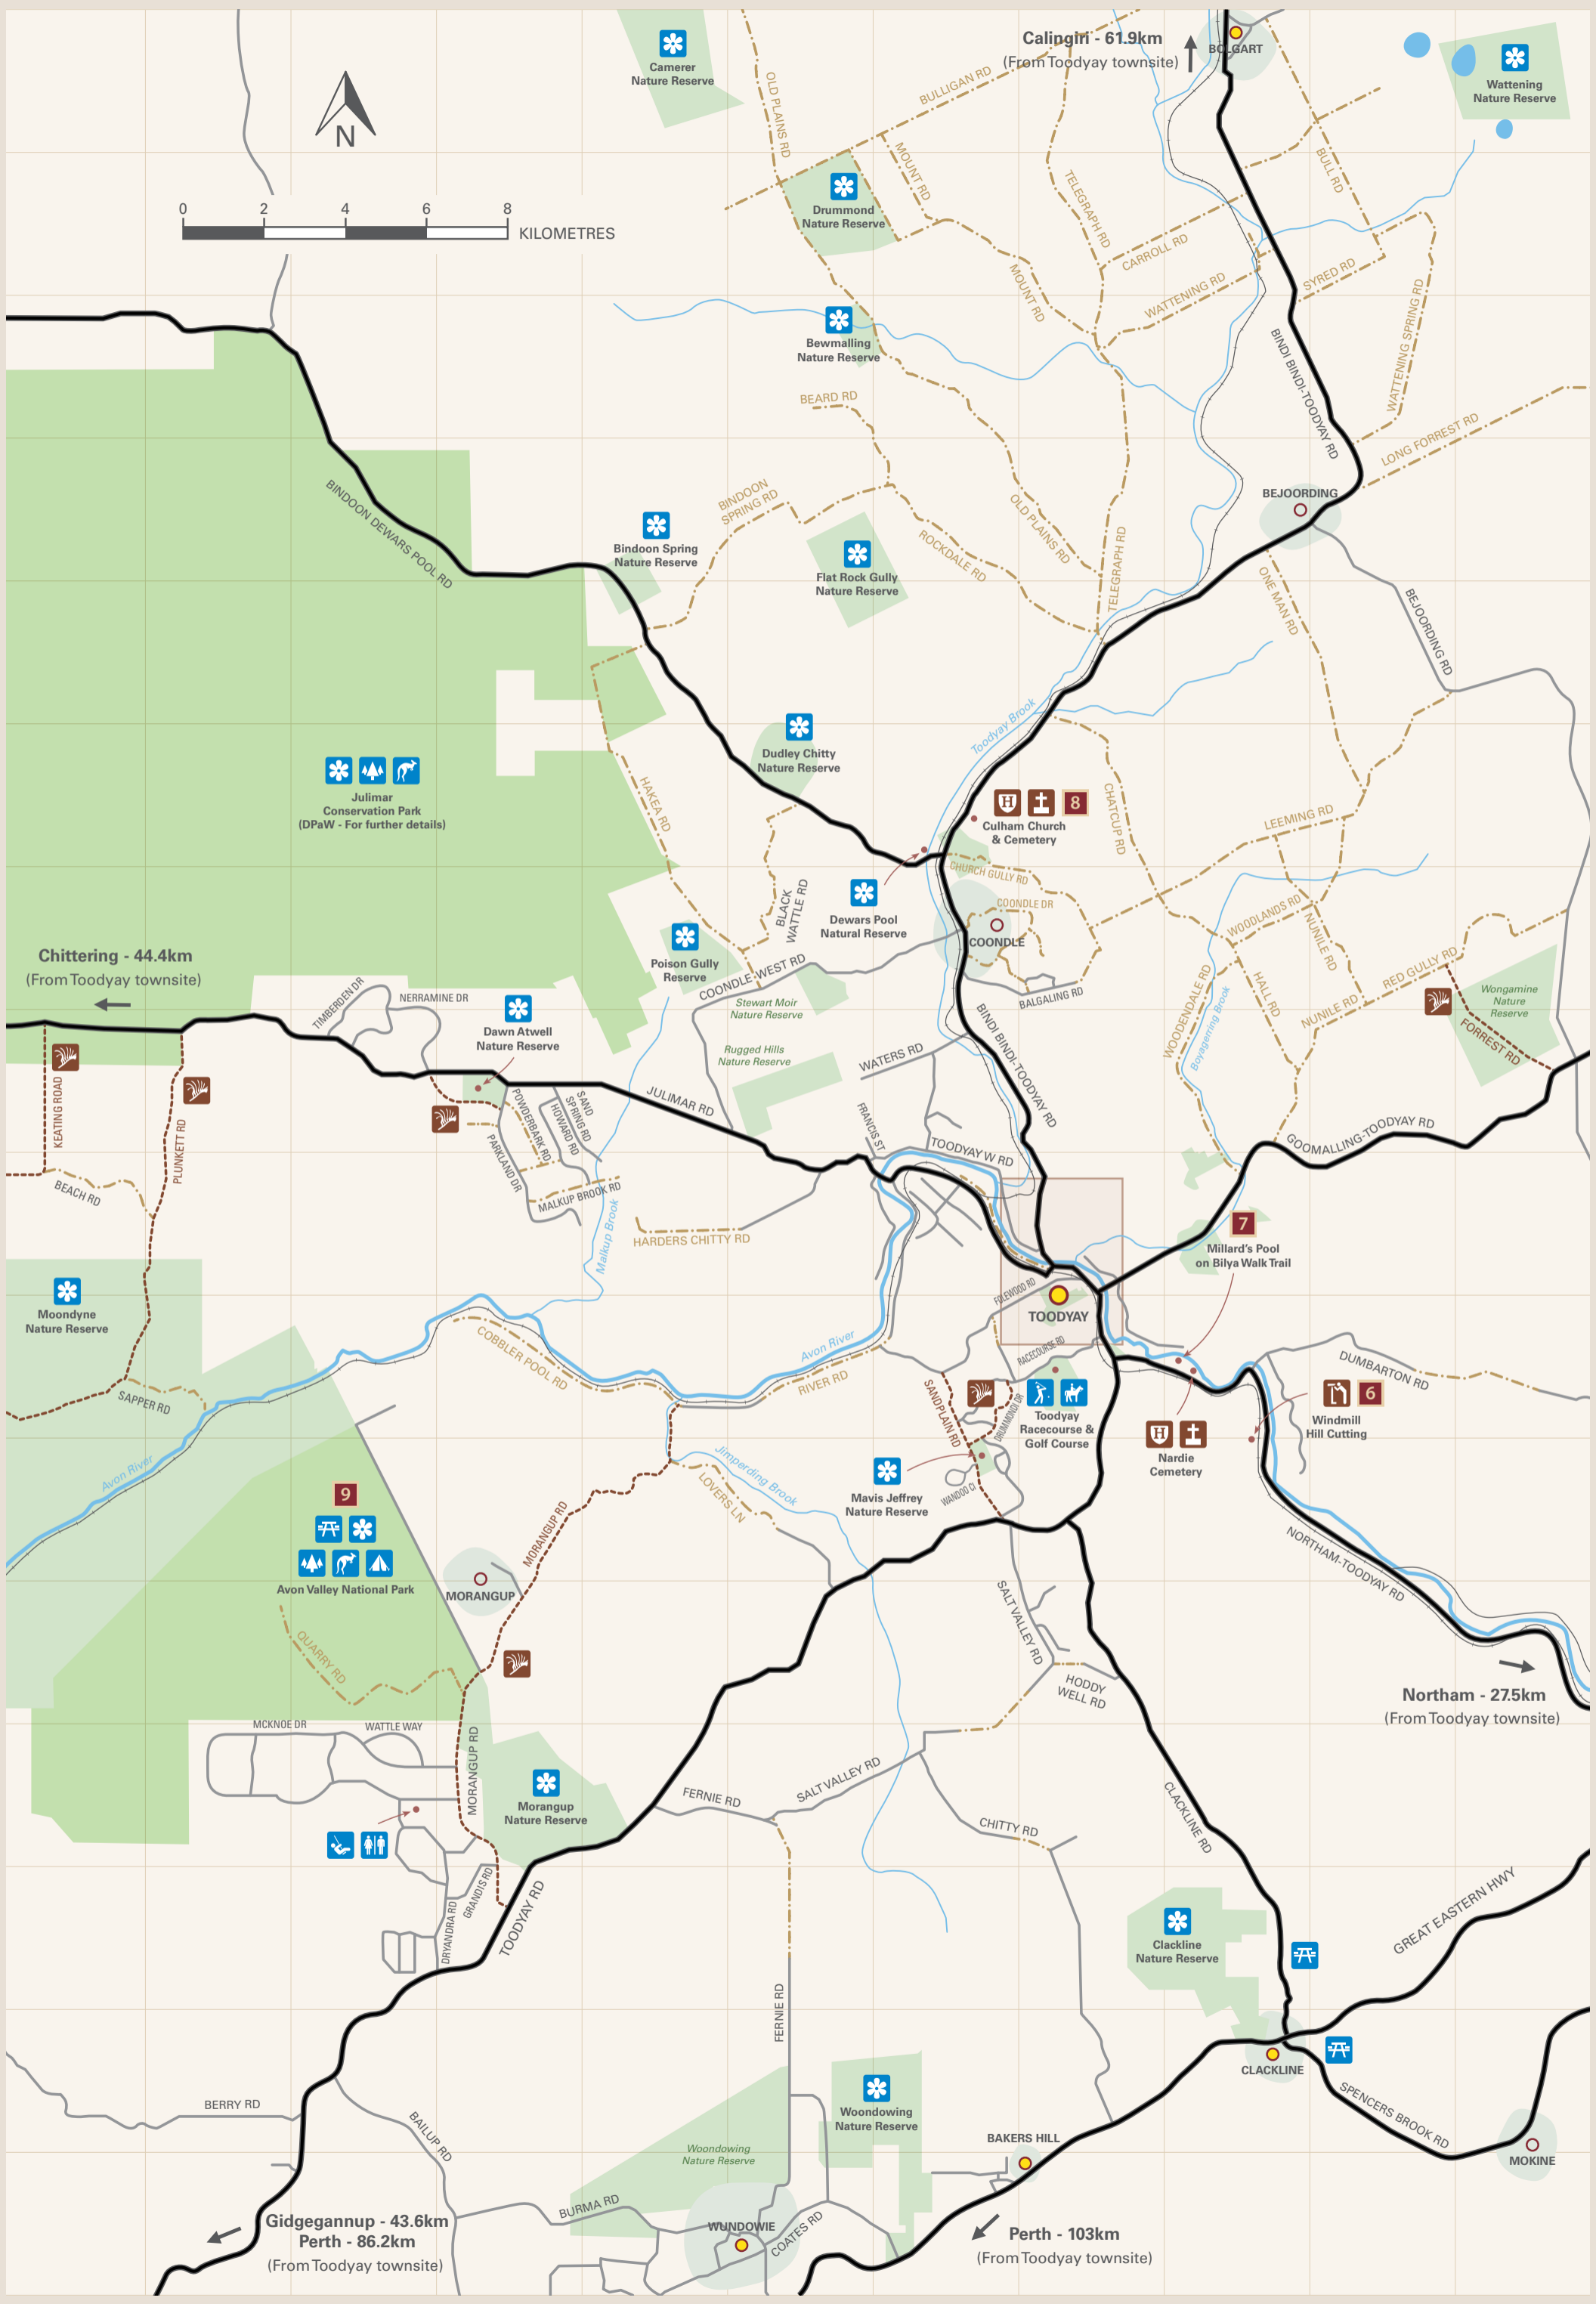 Calingiri - 61.9km
(From Toodyay townsite)
BOLGART
Camerer
Nature Reserve
Wattening
Nature Reserve
OLD PLAINS RD
BULLIGAN RD
N
MOUNT RD
TELEGRAPH RD
BULL RD
Drummond
Nature Reserve
0 2 4 6 8
KILOMETRES
CARROLL RD
MOUNT RD
WATTENING RD
SYRED RD
Bewmalling
Nature Reserve
BINDI BINDI-TOODYAY RD
WATTENING SPRING RD
BEARD RD
LONG FORREST RD
BINDOON DEWARS POOL RD
BINDOON
SPRING RD
BEJOORDING
OLD PLAINS RD
Bindoon Spring
Nature Reserve
ROCKDALE RD
TELEGRAPH RD
Flat Rock Gully
Nature Reserve
ONE MAN RD
BEJOORDING RD
Toodyay Brook
Dudley Chitty
Nature Reserve
Julimar
Conservation Park
(DPaW - For further details)
HAKEA RD
8
Culham Church
& Cemetery
CHATCUP RD
LEEMING RD
CHURCH GULLY RD
BLACK
WATTLE RD
Dewars Pool
Natural Reserve
COONDLE DR
COONDLE
WOODLANDS RD
NUNILE RD
Chittering - 44.4km
(From Toodyay townsite)
Poison Gully
Reserve
COONDLE-WEST RD
RED GULLY RD
TIMBERDEN DR
NERRAMINE DR
Stewart Moir
Nature Reserve
BALGALING RD
WOODENDALE RD
HALL RD
NUNILE RD
Wongamine
Nature
Reserve
Dawn Atwell
Nature Reserve
BINDI BINDI-TOODYAY RD
Boyagerring Brook
FORREST RD
Rugged Hills
Nature Reserve
WATERS RD
KEATING ROAD
JULIMAR RD
POWDERBARK RD
HOWARD RD
SAND
SPRING RD
PLUNKETT RD
PARKLAND DR
FRANCIS ST
TOODYAY W RD
GOOMALLING-TOODYAY RD
BEACH RD
MALKUP BROOK RD
Malkup Brook
HARDERS CHITTY RD
7
Millard's Pool
on Bilya Walk Trail
Moondyne
Nature Reserve
FOLEWOOD RD
TOODYAY
COBBLER POOL RD
Avon River
RIVER RD
RACECOURSE RD
DUMBARTON RD
SAPPER RD
SANDPLAIN RD
DRUMMOND DR
Toodyay
Racecourse &
Golf Course
6
Windmill
Hill Cutting
Nardie
Cemetery
Avon River
Jimperding Brook
LOVERS LN
Mavis Jeffrey
Nature Reserve
WANDOO CI
9
Avon Valley National Park
MORANGUP RD
MORANGUP
NORTHAM-TOODYAY RD
SALT VALLEY RD
QUARRY RD
HODDY
WELL RD
Northam - 27.5km
(From Toodyay townsite)
MCKNOE DR
WATTLE WAY
MORANGUP RD
Morangup
Nature Reserve
FERNIE RD
SALT VALLEY RD
CHITTY RD
CLACKLINE RD
GRANDIS RD
DRYANDRA RD
TOODYAY RD
GREAT EASTERN HWY
Clackline
Nature Reserve
FERNIE RD
CLACKLINE
SPENCERS BROOK RD
BERRY RD
BAILUP RD
Woondowing
Nature Reserve
Woondowing
Nature Reserve
BAKERS HILL
MOKINE
BURMA RD
Gidgegannup - 43.6km
Perth - 86.2km
(From Toodyay townsite)
WUNDOWIE
COATES RD
Perth - 103km
(From Toodyay townsite)